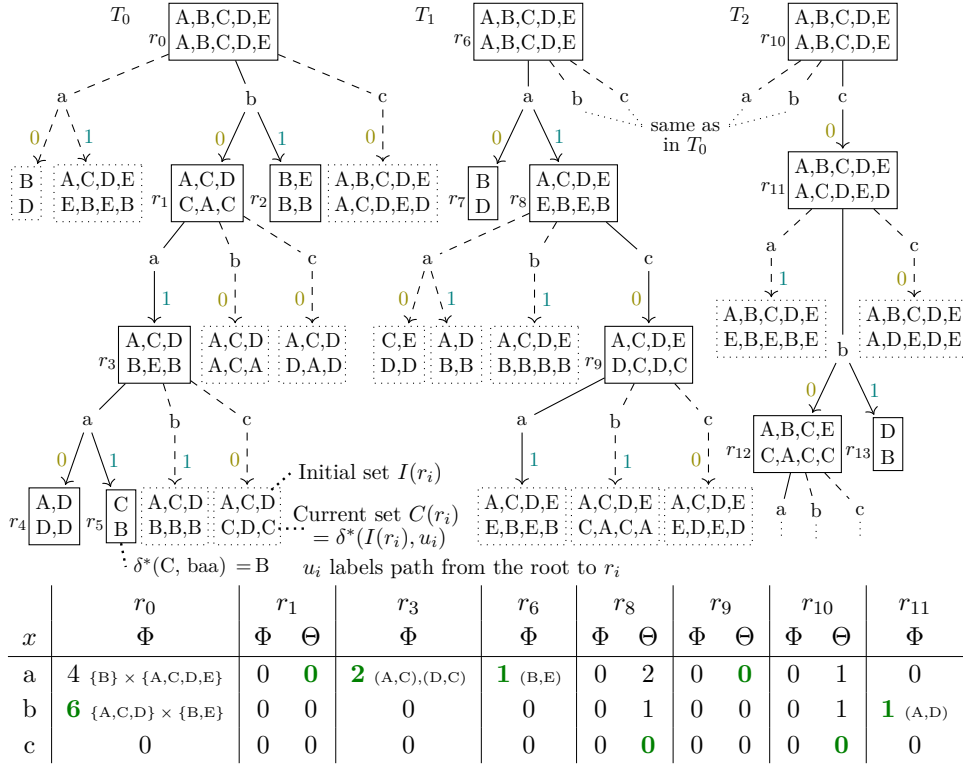 T0 A,B,C,D,E T1 A,B,C,D,E T2 A,B,C,D,E
r0 A,B,C,D,E r6 A,B,C,D,E r10 A,B,C,D,E
a b c a b c a b c
same as
in T0
0 1 0 1 0 0 1 0
B A,C,D,E A,C,D B,E A,B,C,D,E B A,C,D,E A,B,C,D,E
D E,B,E,B r1 C,A,C r2 B,B A,C,D,E,D r7 D r8 E,B,E,B r11 A,C,D,E,D
a b c a b c a c
1 0 0 0 1 1 0 1 0
A,B,C,D,E A,B,C,D,E
E,B,E,B,E A,D,E,D,E
A,C,D A,C,D A,C,D C,E A,D A,C,D,E A,C,D,E
r3 B,E,B A,C,A D,A,D D,D B,B B,B,B,B r9 D,C,D,C b
0 1
a b c a b c
A,B,C,E D
r12 C,A,C,C r13 B
0 1 1 0 1 1 0
Initial set I(ri)
A,D C A,C,D A,C,D A,C,D,E A,C,D,E A,C,D,E
r4 D,D r5 B B,B,B C,D,C E,B,E,B C,A,C,A E,D,E,D
Current set C(ri) a b c
= δ*(I(ri), ui)
δ*(C, baa) = B ui labels path from the root to ri
r0 r1 r3 r6 r8 r9 r10 r11
x Φ Φ Θ Φ Φ Φ Θ Φ Θ Φ Θ Φ
a 4 {B} × {A,C,D,E} 0 0 2 (A,C),(D,C) 1 (B,E) 0 2 0 0 0 1 0
b 6 {A,C,D} × {B,E} 0 0 0 0 0 1 0 0 0 1 1 (A,D)
c 0 0 0 0 0 0 0 0 0 0 0 0